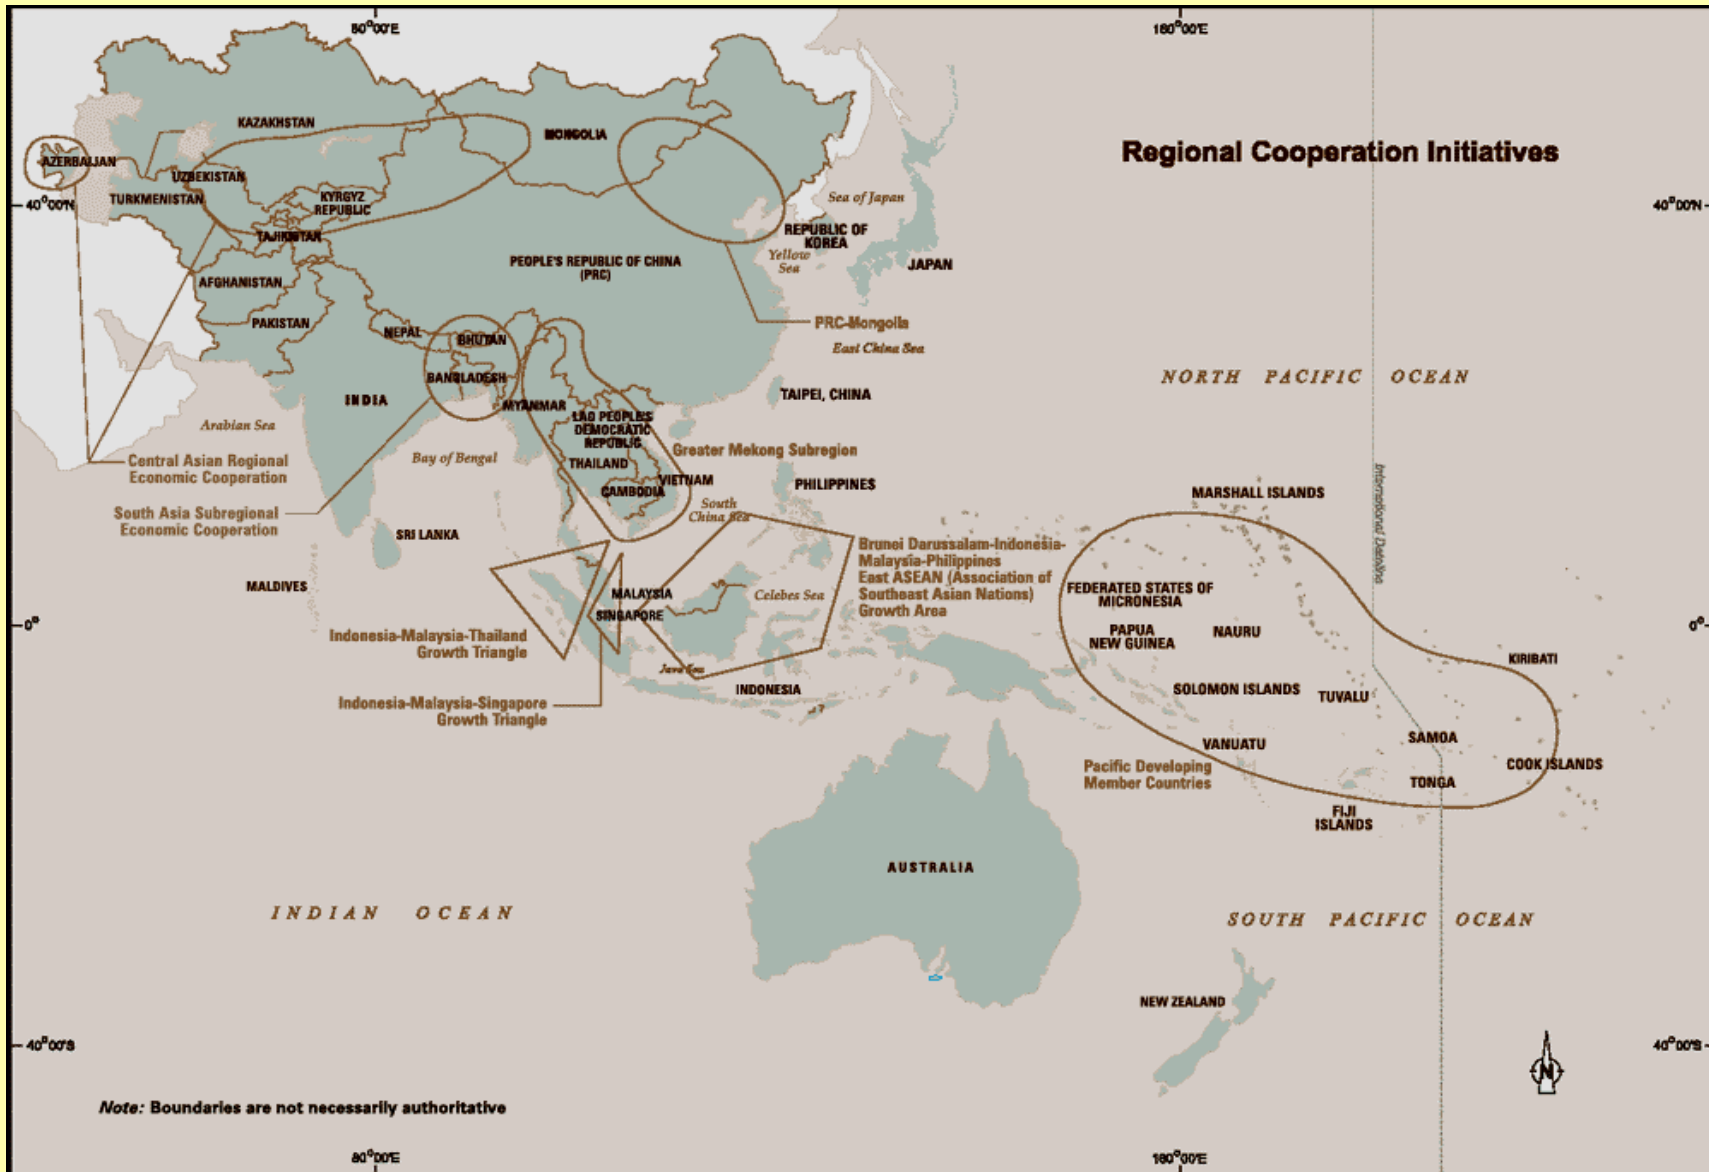 80°00'E
160°00'E
Regional Cooperation Initiatives
KAZAKHSTAN
MONGOLIA
AZERBAIJAN
UZBEKISTAN
TURKMENISTAN
KYRGYZ
REPUBLIC
TAJIKISTAN
40°00'N
40°00'N
Sea of Japan
REPUBLIC OF
KOREA
Yellow
Sea
JAPAN
PEOPLE'S REPUBLIC OF CHINA
(PRC)
AFGHANISTAN
PAKISTAN
NEPAL
BHUTAN
BANGLADESH
INDIA
MYANMAR
PRC-Mongolia
East China Sea
NORTH PACIFIC OCEAN
TAIPEI, CHINA
LAO PEOPLE'S
DEMOCRATIC
REPUBLIC
THAILAND
CAMBODIA
VIETNAM
Greater Mekong Subregion
Arabian Sea
Bay of Bengal
Central Asian Regional
Economic Cooperation
South Asia Subregional
Economic Cooperation
SRI LANKA
MALDIVES
PHILIPPINES
South
China Sea
MARSHALL ISLANDS
International Dateline
Brunei Darussalam-Indonesia-
Malaysia-Philippines
East ASEAN (Association of
Southeast Asian Nations)
Growth Area
MALAYSIA
SINGAPORE
Celebes Sea
FEDERATED STATES OF
MICRONESIA
PAPUA
NEW GUINEA
NAURU
0°
0°
KIRIBATI
Indonesia-Malaysia-Thailand
Growth Triangle
Java Sea
INDONESIA
Indonesia-Malaysia-Singapore
Growth Triangle
SOLOMON ISLANDS
TUVALU
VANUATU
SAMOA
COOK ISLANDS
TONGA
Pacific Developing
Member Countries
FIJI
ISLANDS
AUSTRALIA
INDIAN OCEAN
SOUTH PACIFIC OCEAN
NEW ZEALAND
40°00'S
40°00'S
N
Note: Boundaries are not necessarily authoritative
80°00'E
160°00'E